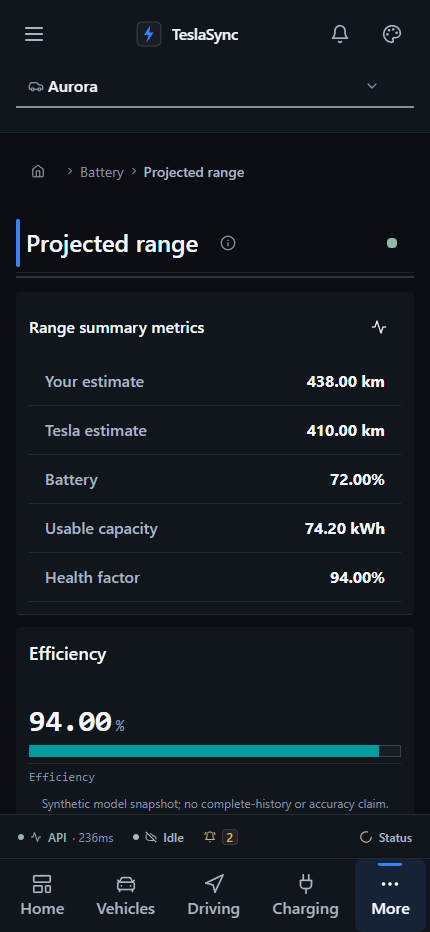 TeslaSync
Aurora
Battery > Projected range
Projected range
Range summary metrics
Your estimate 438.00 km
Tesla estimate 410.00 km
Battery 72.00%
Usable capacity 74.20 kWh
Health factor 94.00%
Efficiency
94.00 %
Efficiency
Synthetic model snapshot; no complete-history or accuracy claim.
API · 236ms Idle 2 Status
Home Vehicles Driving Charging More